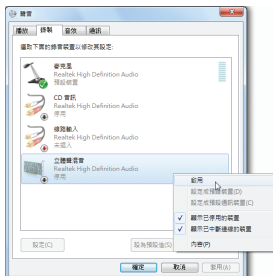 聲音
播放 錄製 音效 通訊
選取下面的錄音裝置以修改其設定:
麥克風
Realtek High Definition Audio
預設裝置
CD 音訊
Realtek High Definition Audio
停用
線路輸入
Realtek High Definition Audio
未插入
立體聲混音
Realtek High Definition Audio
停用
啟用
設定成預設裝置(D)
設定成預設通訊裝置(C)
顯示已停用的裝置
顯示已中斷連線的裝置
內容(P)
設定(C) 設為預設值(S)
確定 取消 套用(A)